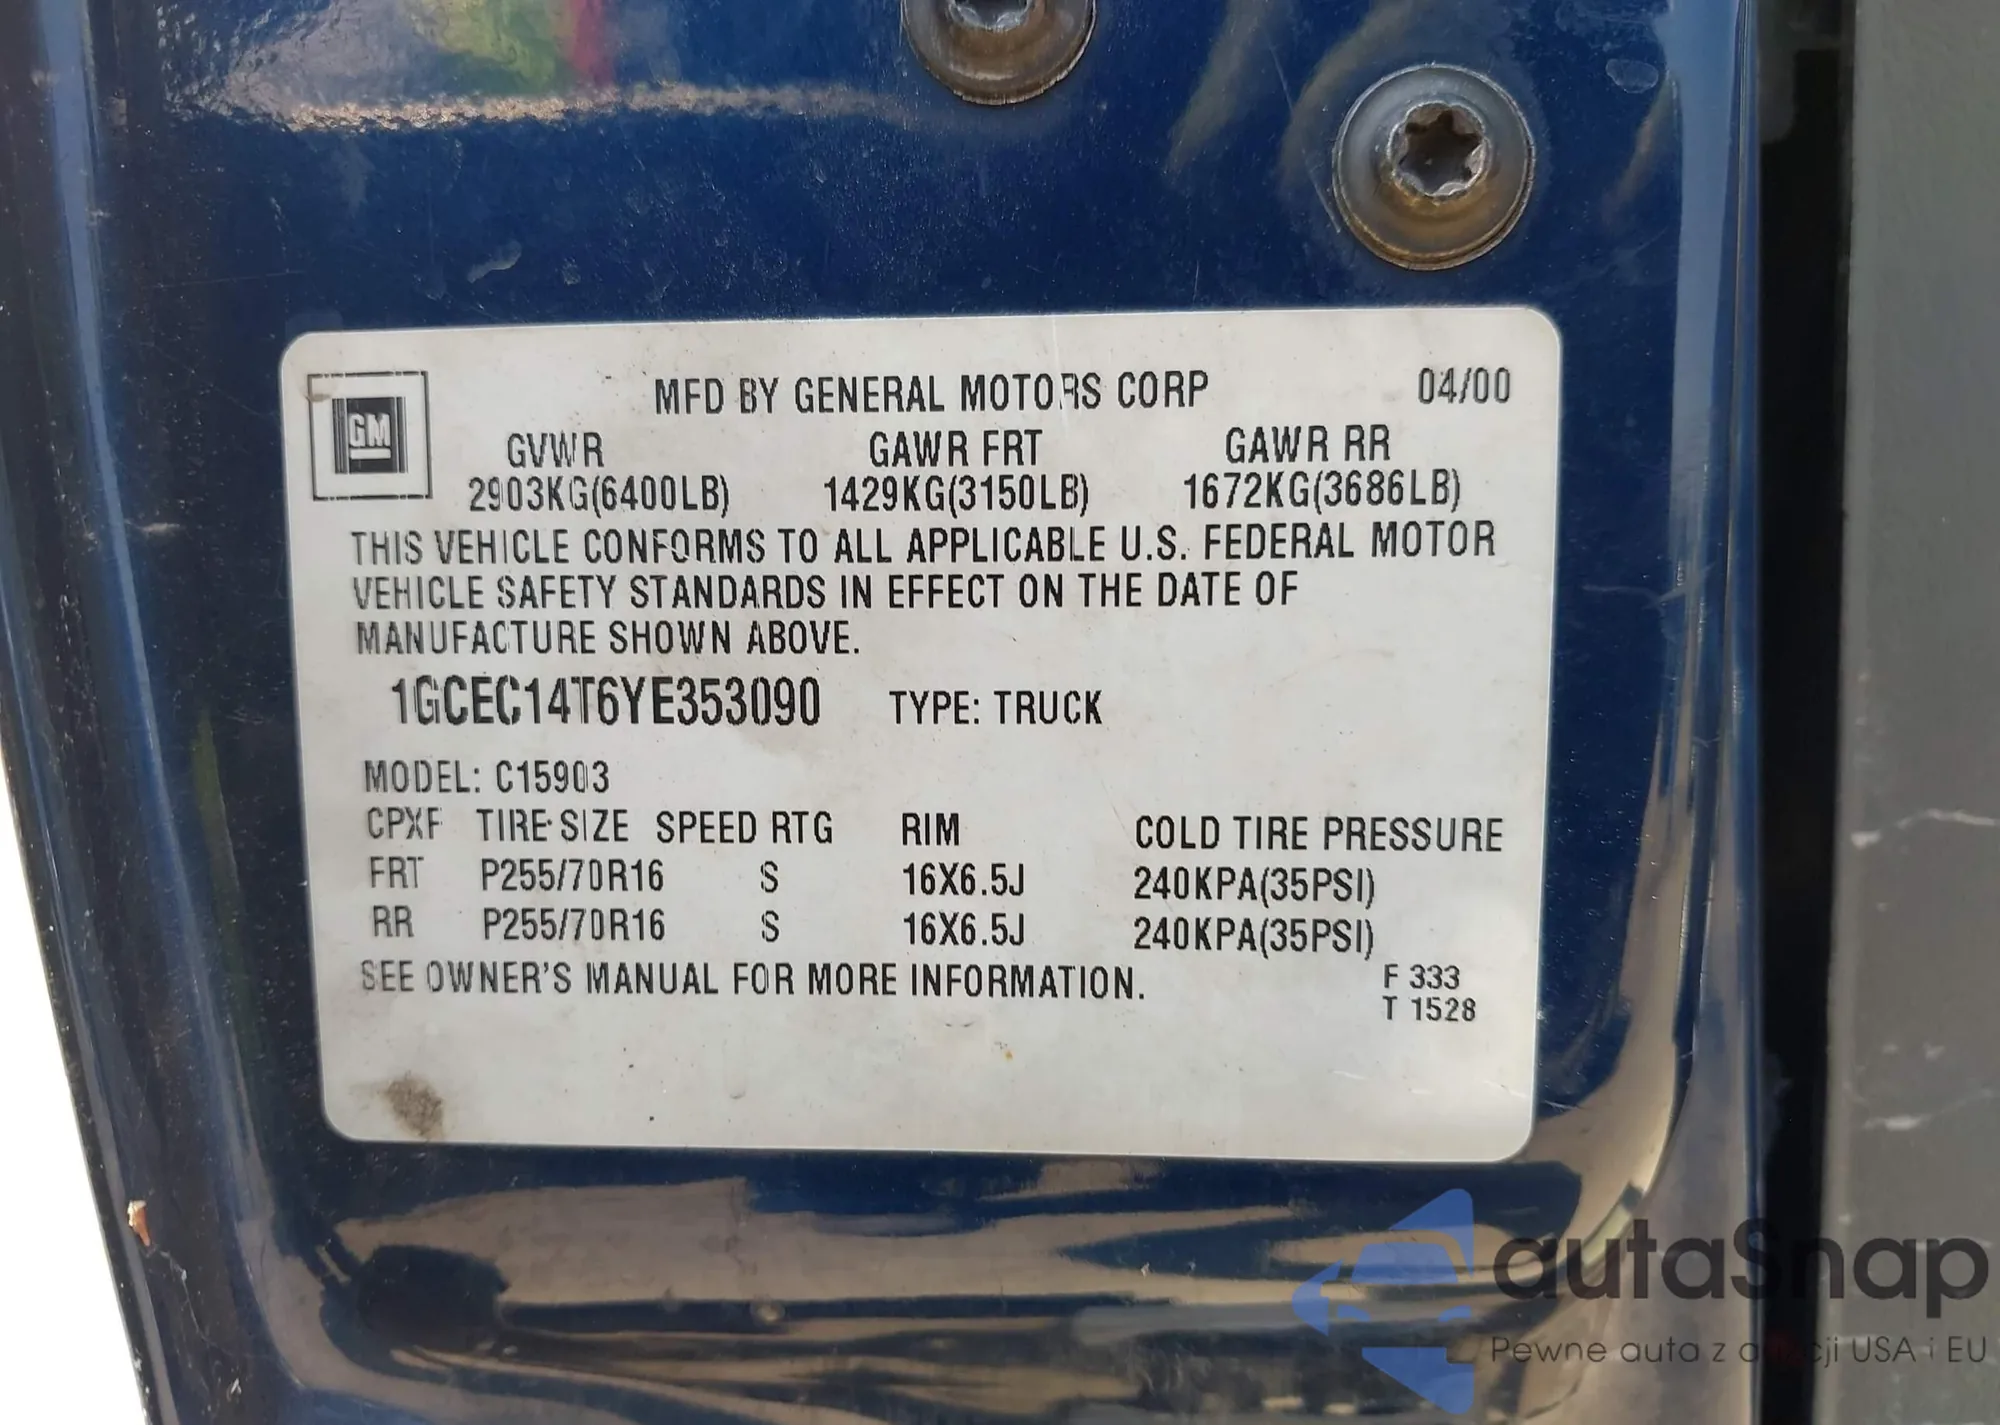 GM
MFD BY GENERAL MOTORS CORP 04/00
GVWR GAWR FRT GAWR RR
2903KG(6400LB) 1429KG(3150LB) 1672KG(3686LB)
THIS VEHICLE CONFORMS TO ALL APPLICABLE U.S. FEDERAL MOTOR
VEHICLE SAFETY STANDARDS IN EFFECT ON THE DATE OF
MANUFACTURE SHOWN ABOVE.
1GCEC14T6YE353090 TYPE: TRUCK
MODEL: C15903
CPXF TIRE SIZE SPEED RTG RIM COLD TIRE PRESSURE
FRT P255/70R16 S 16X6.5J 240KPA(35PSI)
RR P255/70R16 S 16X6.5J 240KPA(35PSI)
SEE OWNER'S MANUAL FOR MORE INFORMATION.
F 333
T 1528
autaSnap
Pewne auta z aukcji USA i EU